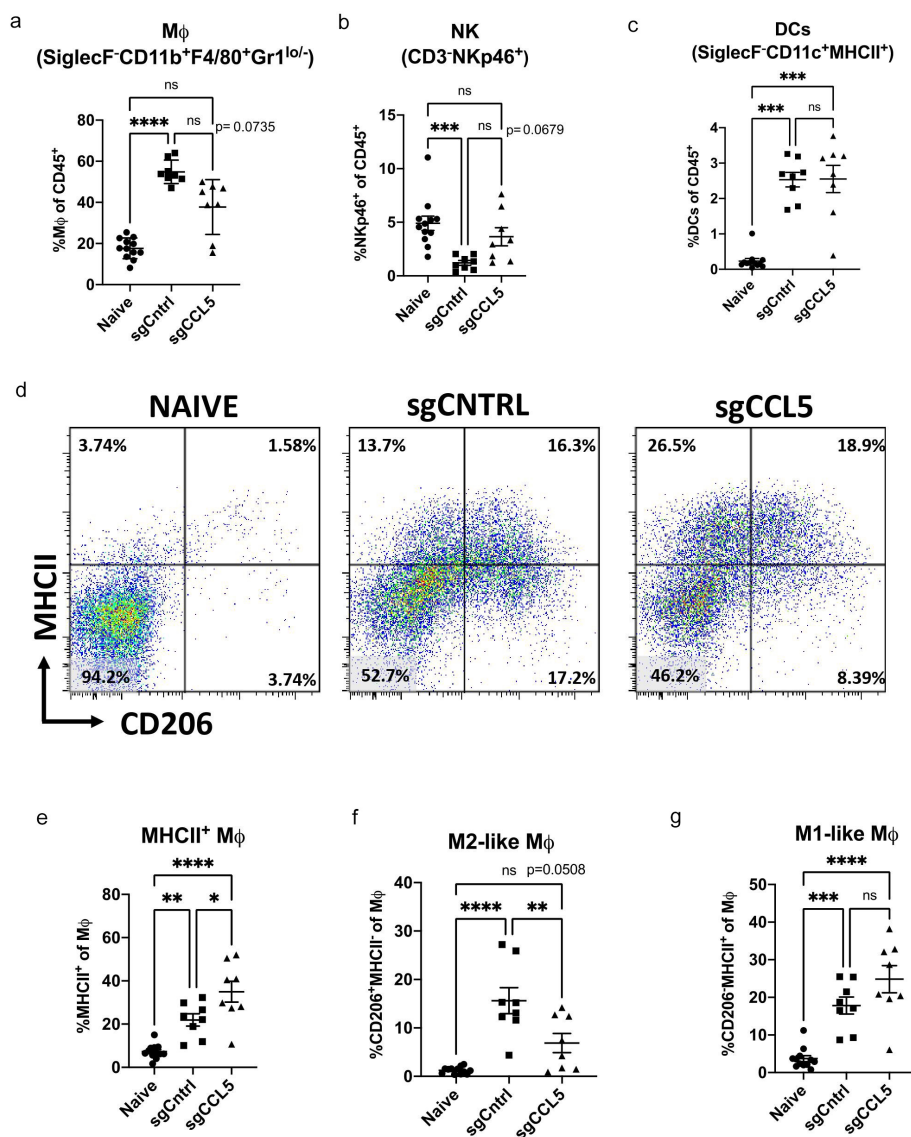 a
Mϕ
(SiglecF-CD11b+F4/80+Gr1lo/-)
ns
****
ns
p= 0.0735
%Mϕ of CD45+
80
60
40
20
0
Naive
sgCntrl
sgCCL5
b
NK
(CD3-NKp46+)
ns
***
ns
p= 0.0679
%NKp46+ of CD45+
15
10
5
0
Naive
sgCntrl
sgCCL5
c
DCs
(SiglecF-CD11c+MHCII+)
***
***
ns
%DCs of CD45+
4
3
2
1
0
Naive
sgCntrl
sgCCL5
d
NAIVE
sgCNTRL
sgCCL5
3.74%
1.58%
94.2%
3.74%
13.7%
16.3%
52.7%
17.2%
26.5%
18.9%
46.2%
8.39%
MHCII
CD206
e
MHCII+ Mϕ
****
**
*
%MHCII+ of Mϕ
80
60
40
20
0
Naive
sgCntrl
sgCCL5
f
M2-like Mϕ
ns p=0.0508
****
**
%CD206+MHCII- of Mϕ
40
30
20
10
0
Naive
sgCntrl
sgCCL5
g
M1-like Mϕ
****
***
ns
%CD206-MHCII+ of Mϕ
50
40
30
20
10
0
Naive
sgCntrl
sgCCL5